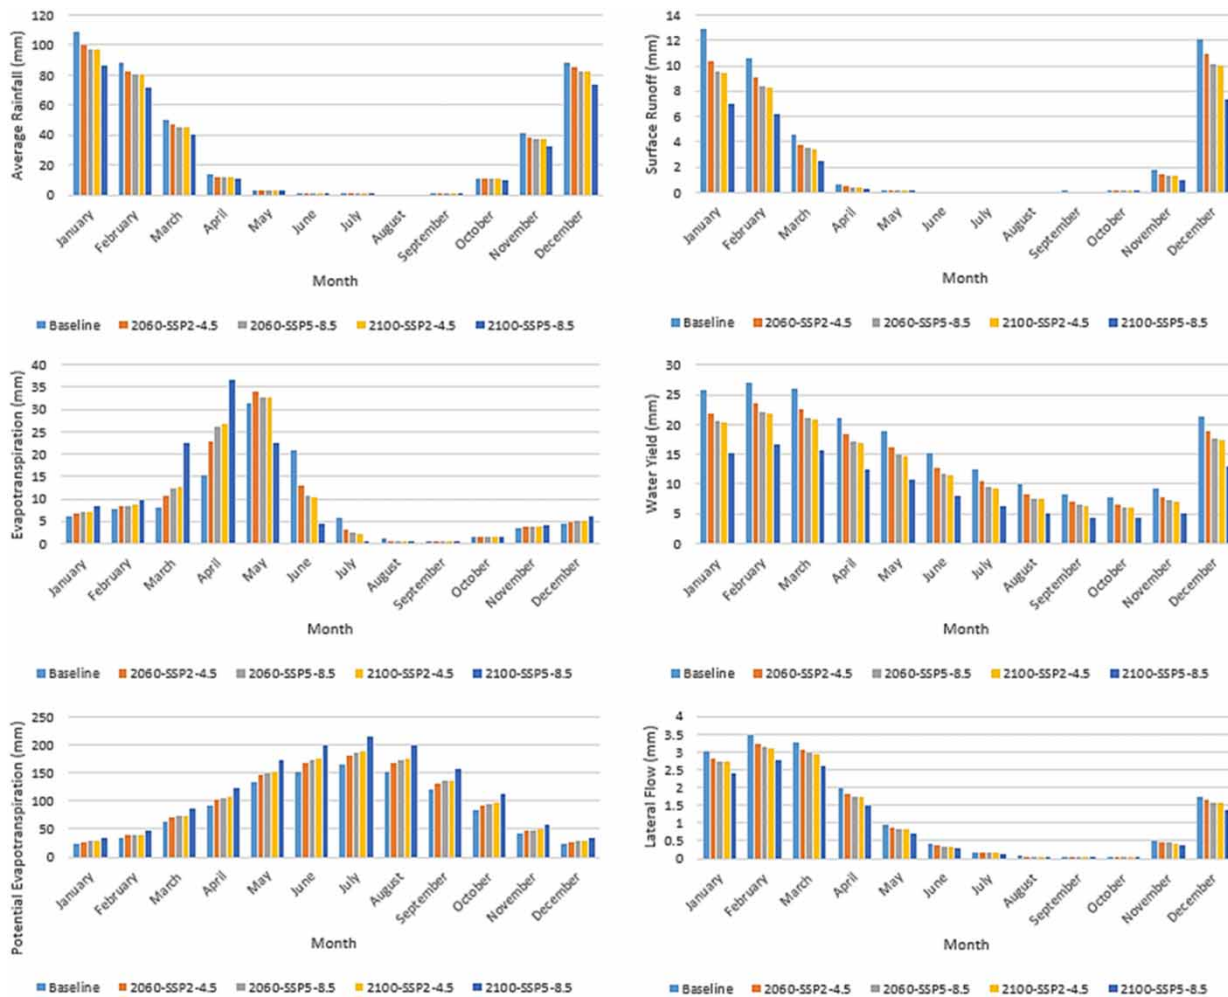 Average Rainfall (mm)
120
100
80
60
40
20
0
January
February
March
April
May
June
July
August
September
October
November
December
Month
Baseline 2060-SSP2-4.5 2060-SSP5-8.5 2100-SSP2-4.5 2100-SSP5-8.5
Surface Runoff (mm)
14
12
10
8
6
4
2
0
January
February
March
April
May
June
July
August
September
October
November
December
Month
Baseline 2060-SSP2-4.5 2060-SSP5-8.5 2100-SSP2-4.5 2100-SSP5-8.5
Evapotranspiration (mm)
40
35
30
25
20
15
10
5
0
January
February
March
April
May
June
July
August
September
October
November
December
Month
Baseline 2060-SSP2-4.5 2060-SSP5-8.5 2100-SSP2-4.5 2100-SSP5-8.5
Water Yield (mm)
30
25
20
15
10
5
0
January
February
March
April
May
June
July
August
September
October
November
December
Month
Baseline 2060-SSP2-4.5 2060-SSP5-8.5 2100-SSP2-4.5 2100-SSP5-8.5
Potential Evapotranspiration (mm)
250
200
150
100
50
0
January
February
March
April
May
June
July
August
September
October
November
December
Month
Baseline 2060-SSP2-4.5 2060-SSP5-8.5 2100-SSP2-4.5 2100-SSP5-8.5
Lateral Flow (mm)
4
3.5
3
2.5
2
1.5
1
0.5
0
January
February
March
April
May
June
July
August
September
October
November
December
Month
Baseline 2060-SSP2-4.5 2060-SSP5-8.5 2100-SSP2-4.5 2100-SSP5-8.5